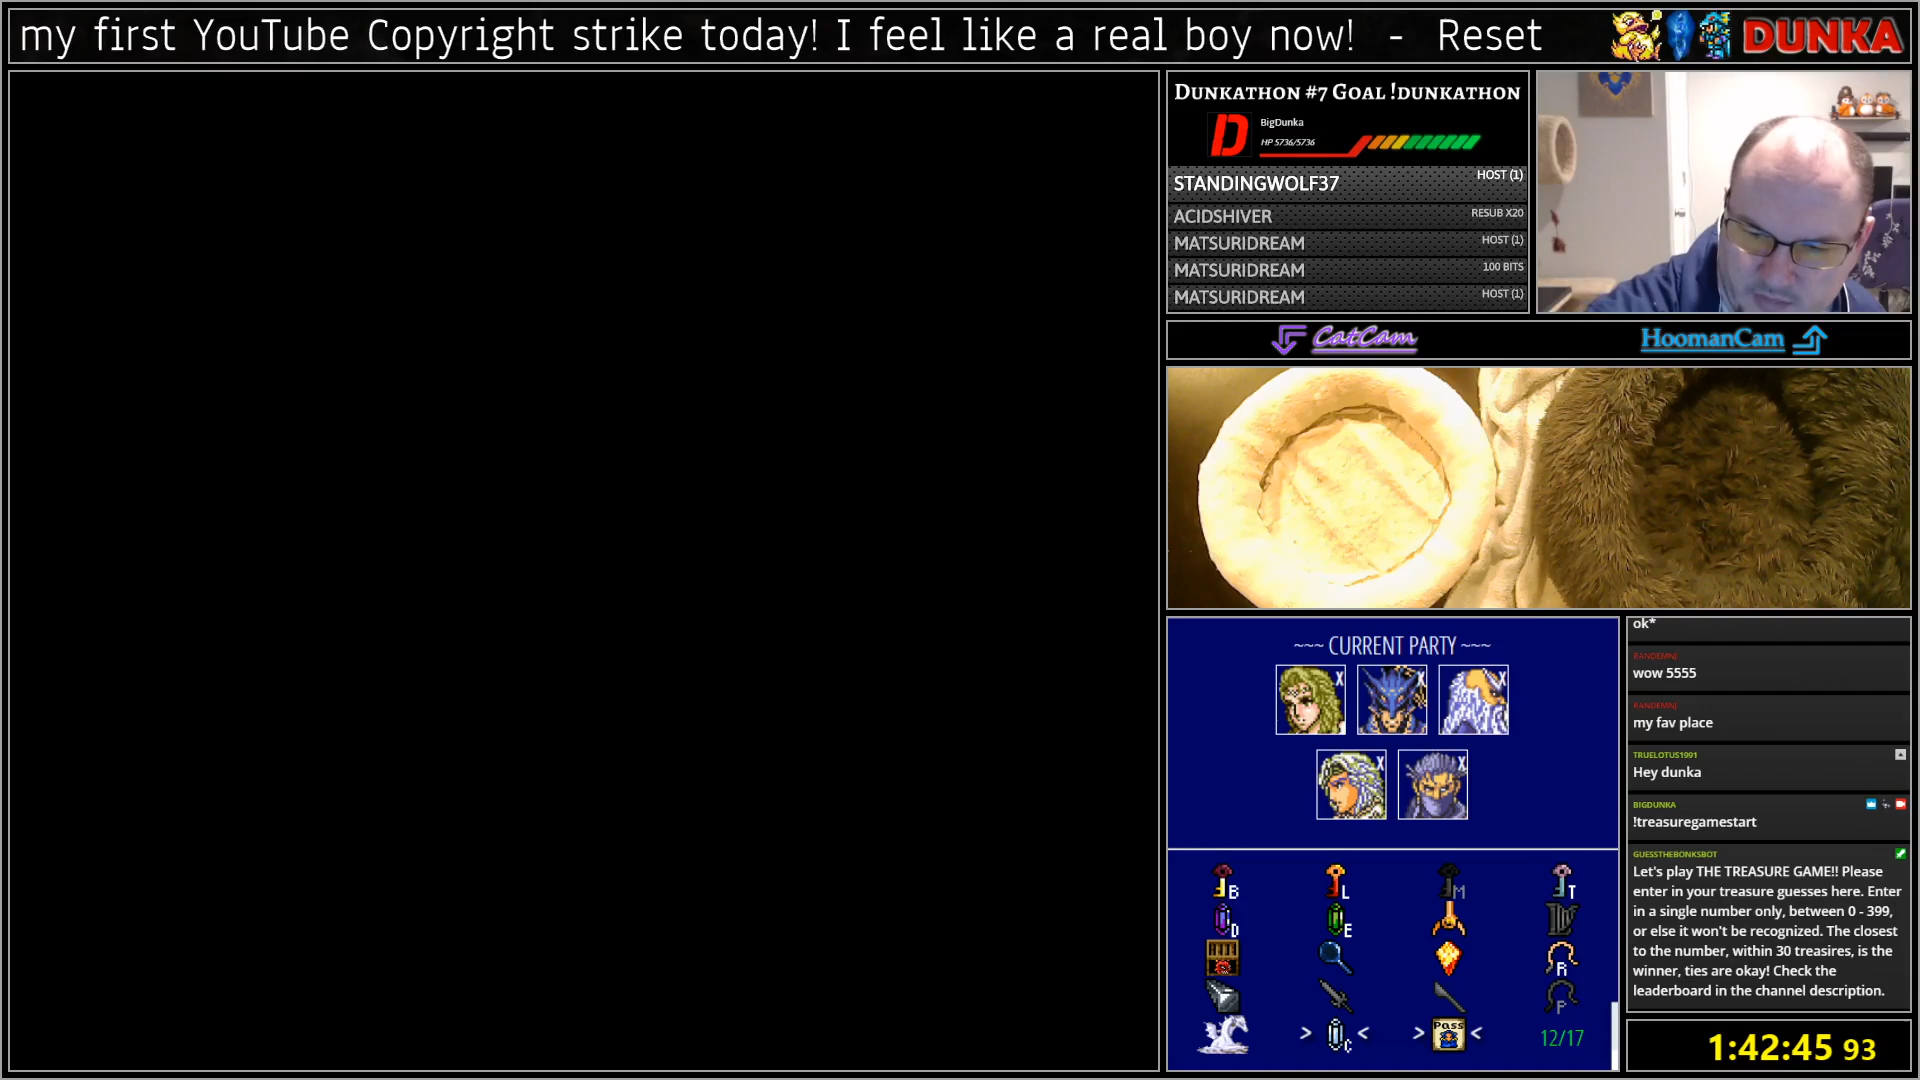 my first YouTube Copyright strike today! I feel like a real boy now! - Reset
DUNKA
Dunkathon #7 Goal !dunkathon
D
BigDunka
HP 5736/5736
STANDINGWOLF37 HOST (1)
ACIDSHIVER RESUB X20
MATSURIDREAM HOST (1)
MATSURIDREAM 100 BITS
MATSURIDREAM HOST (1)
CatCam HoomanCam
~~~ CURRENT PARTY ~~~
X X X
X X
B L M T
D E
R
P
> C < > Pass < 12/17
ok*
RANDEMNJ
wow 5555
RANDEMNJ
my fav place
TRUELOTUS1991
Hey dunka
BIGDUNKA
!treasuregamestart
GUESSTHEBONKSBOT
Let's play THE TREASURE GAME!! Please
enter in your treasure guesses here. Enter
in a single number only, between 0 - 399,
or else it won't be recognized. The closest
to the number, within 30 treasires, is the
winner, ties are okay! Check the
leaderboard in the channel description.
1:42:45 93